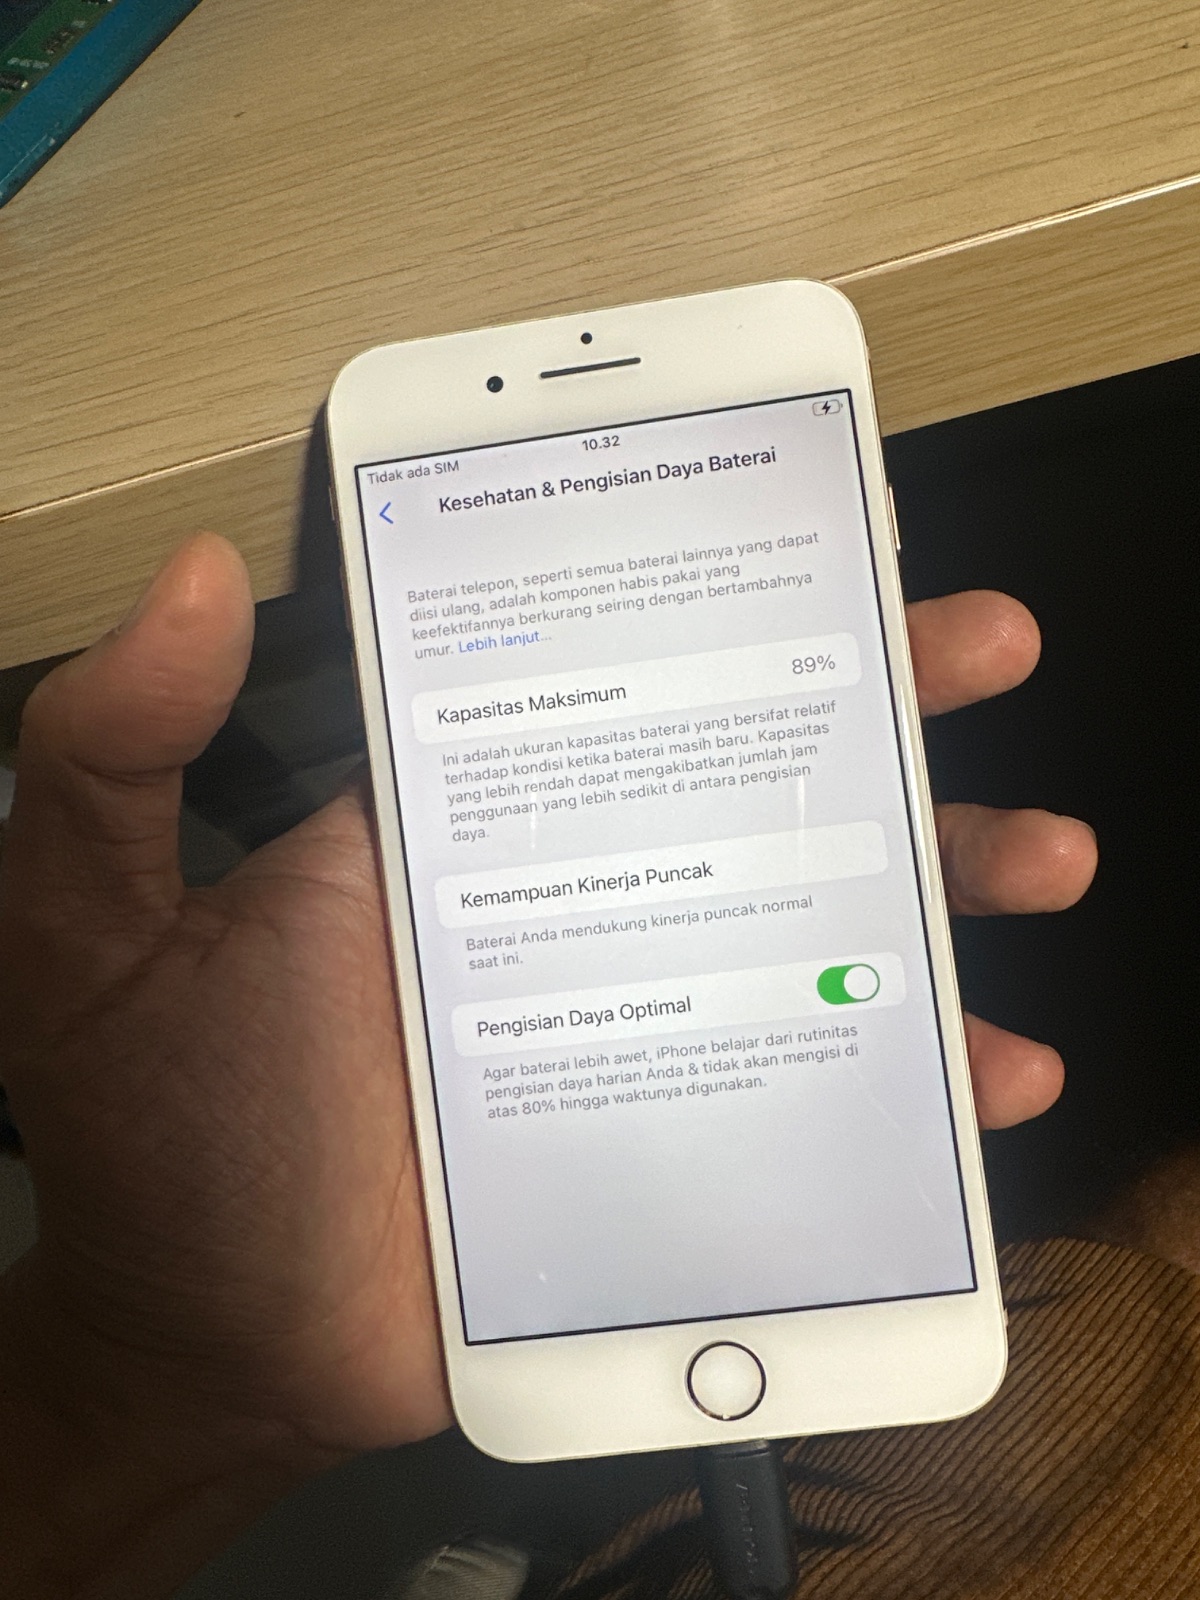 Tidak ada SIM
10.32
Kesehatan & Pengisian Daya Baterai
Baterai telepon, seperti semua baterai lainnya yang dapat
diisi ulang, adalah komponen habis pakai yang
keefektifannya berkurang seiring dengan bertambahnya
umur. Lebih lanjut...
Kapasitas Maksimum 89%
Ini adalah ukuran kapasitas baterai yang bersifat relatif
terhadap kondisi ketika baterai masih baru. Kapasitas
yang lebih rendah dapat mengakibatkan jumlah jam
penggunaan yang lebih sedikit di antara pengisian
daya.
Kemampuan Kinerja Puncak
Baterai Anda mendukung kinerja puncak normal
saat ini.
Pengisian Daya Optimal
Agar baterai lebih awet, iPhone belajar dari rutinitas
pengisian daya harian Anda & tidak akan mengisi di
atas 80% hingga waktunya digunakan.